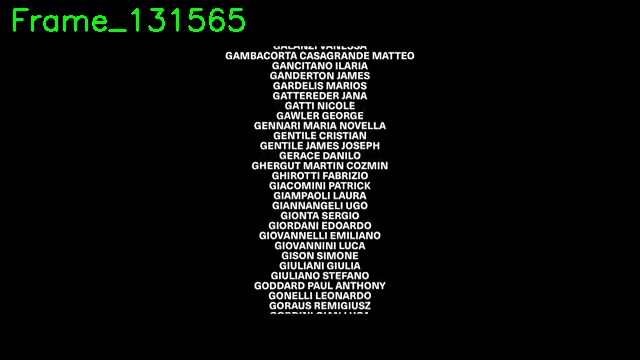 Frame_131565
GALANZI VANESSA
GAMBACORTA CASAGRANDE MATTEO
GANCITANO ILARIA
GANDERTON JAMES
GARDELIS MARIOS
GATTEREDER JANA
GATTI NICOLE
GAWLER GEORGE
GENNARI MARIA NOVELLA
GENTILE CRISTIAN
GENTILE JAMES JOSEPH
GERACE DANILO
GHERGUT MARTIN COZMIN
GHIROTTI FABRIZIO
GIACOMINI PATRICK
GIAMPAOLI LAURA
GIANNANGELI UGO
GIONTA SERGIO
GIORDANI EDOARDO
GIOVANNELLI EMILIANO
GIOVANNINI LUCA
GISON SIMONE
GIULIANI GIULIA
GIULIANO STEFANO
GODDARD PAUL ANTHONY
GONELLI LEONARDO
GORAUS REMIGIUSZ